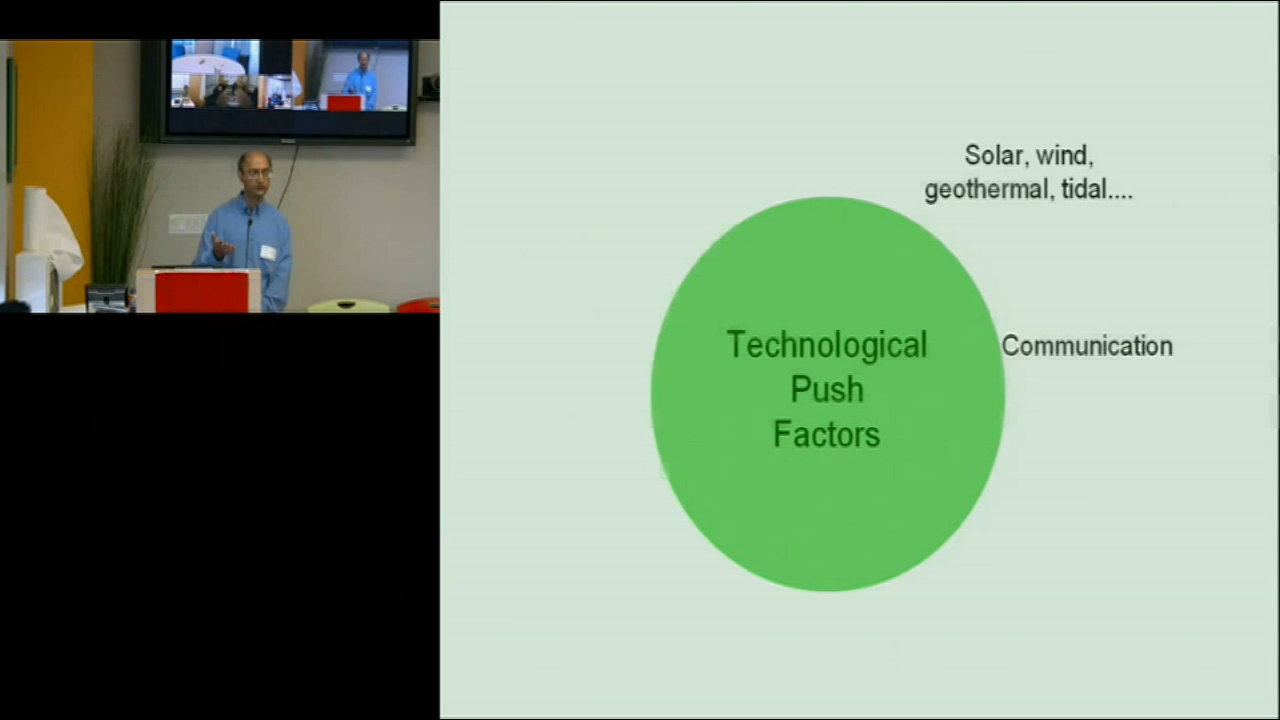 Solar, wind,
geothermal, tidal....
Technological
Push
Factors
Communication